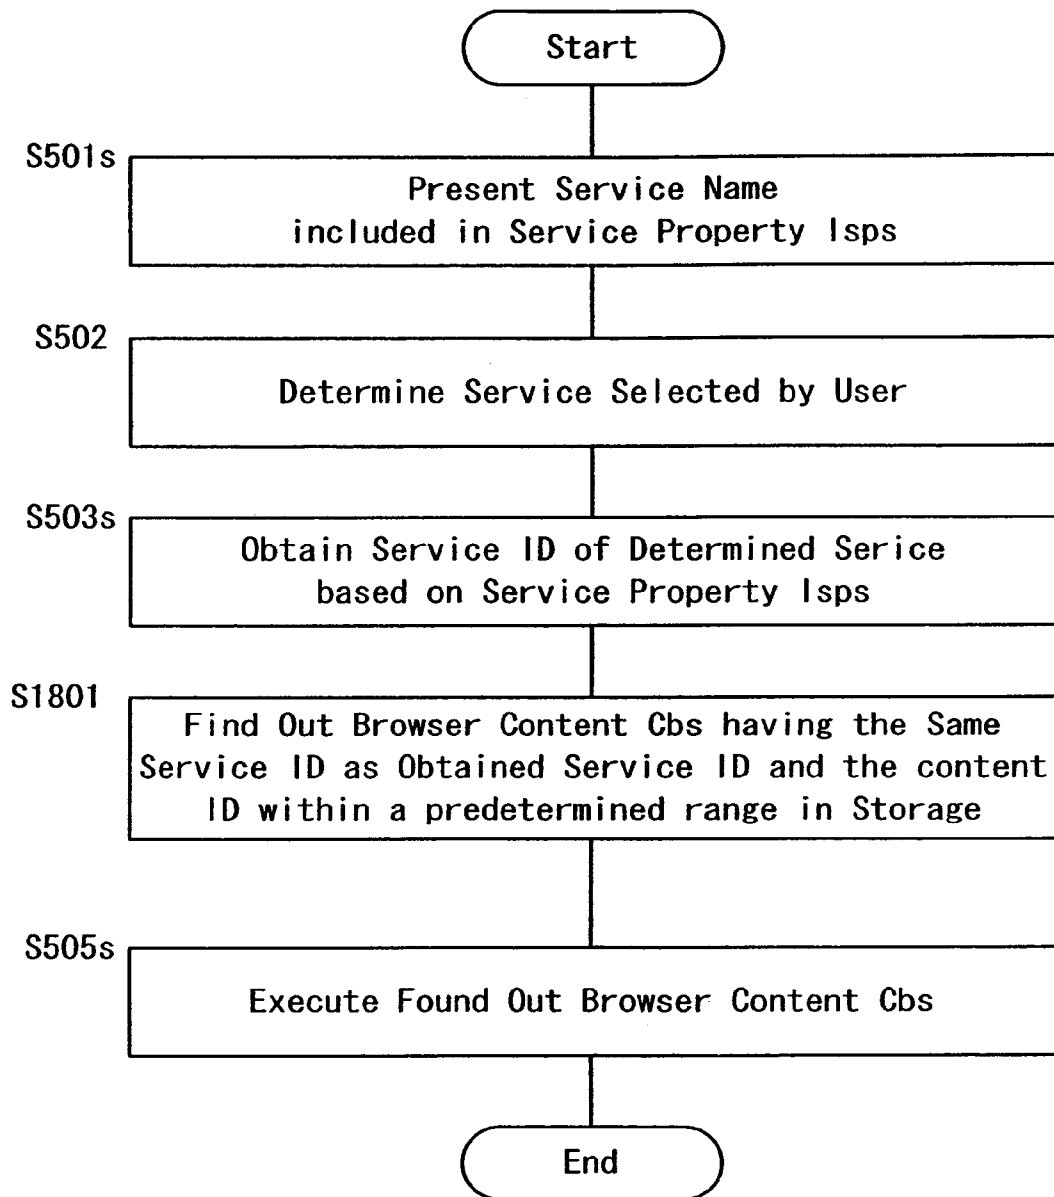 Start
S501s
Present Service Name
included in Service Property Isps
S502
Determine Service Selected by User
S503s
Obtain Service ID of Determined Serice
based on Service Property Isps
S1801
Find Out Browser Content Cbs having the Same
Service ID as Obtained Service ID and the content
ID within a predetermined range in Storage
S505s
Execute Found Out Browser Content Cbs
End